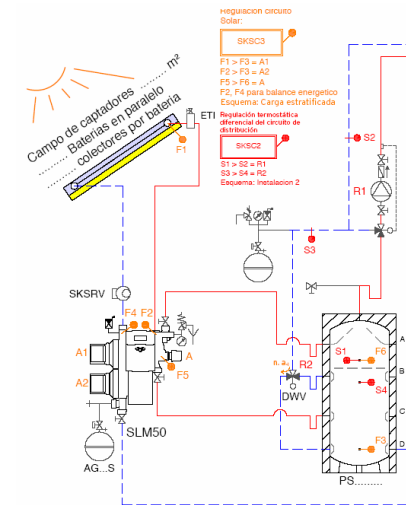 Regulación circuito
Solar:
SKSC3
F1 > F3 = A1
F2 > F3 = A2
F5 > F6 = A
F2, F4 para balance energetico
Esquema: Carga estratificada
Regulación termostática
diferencial del circuito de
distribución
SKSC2
S1 > S2 = R1
S3 > S4 = R2
Esquema: Instalacion 2
Campo de captadores ......... m²
......... Baterias en paralelo
......... colectores por bateria
ETI
F1
S2
R1
S3
SKSRV
F4 F2
A1
A
A2
F5
SLM50
AG...S
n. a.
R2
DWV
S1
F6
S4
F3
A
B
C
D
PS.........